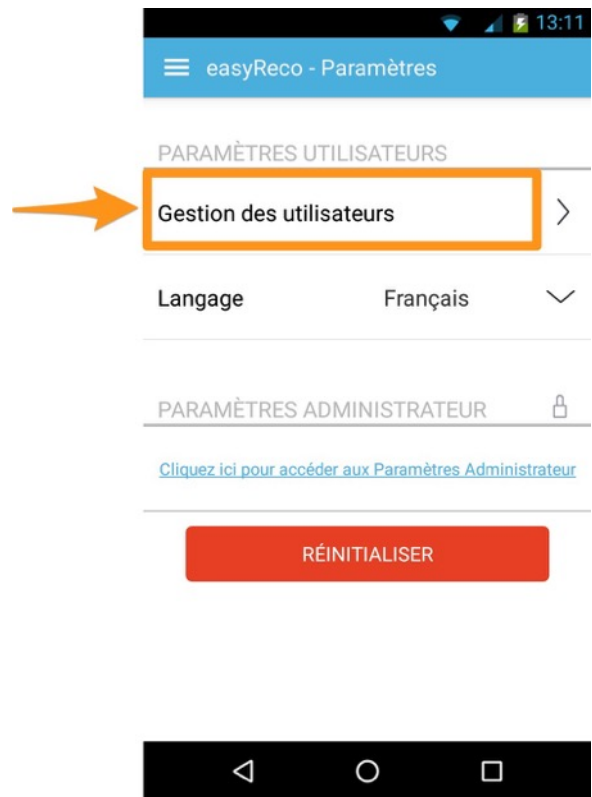 13:11
easyReco - Paramètres
PARAMÈTRES UTILISATEURS
Gestion des utilisateurs
Langage Français
PARAMÈTRES ADMINISTRATEUR
Cliquez ici pour accéder aux Paramètres Administrateur
RÉINITIALISER